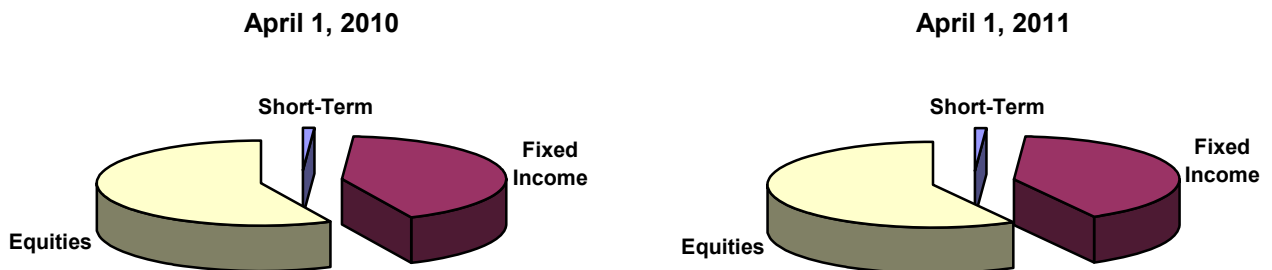 April 1, 2010
Short-Term
Fixed
Income
Equities
April 1, 2011
Short-Term
Fixed
Income
Equities